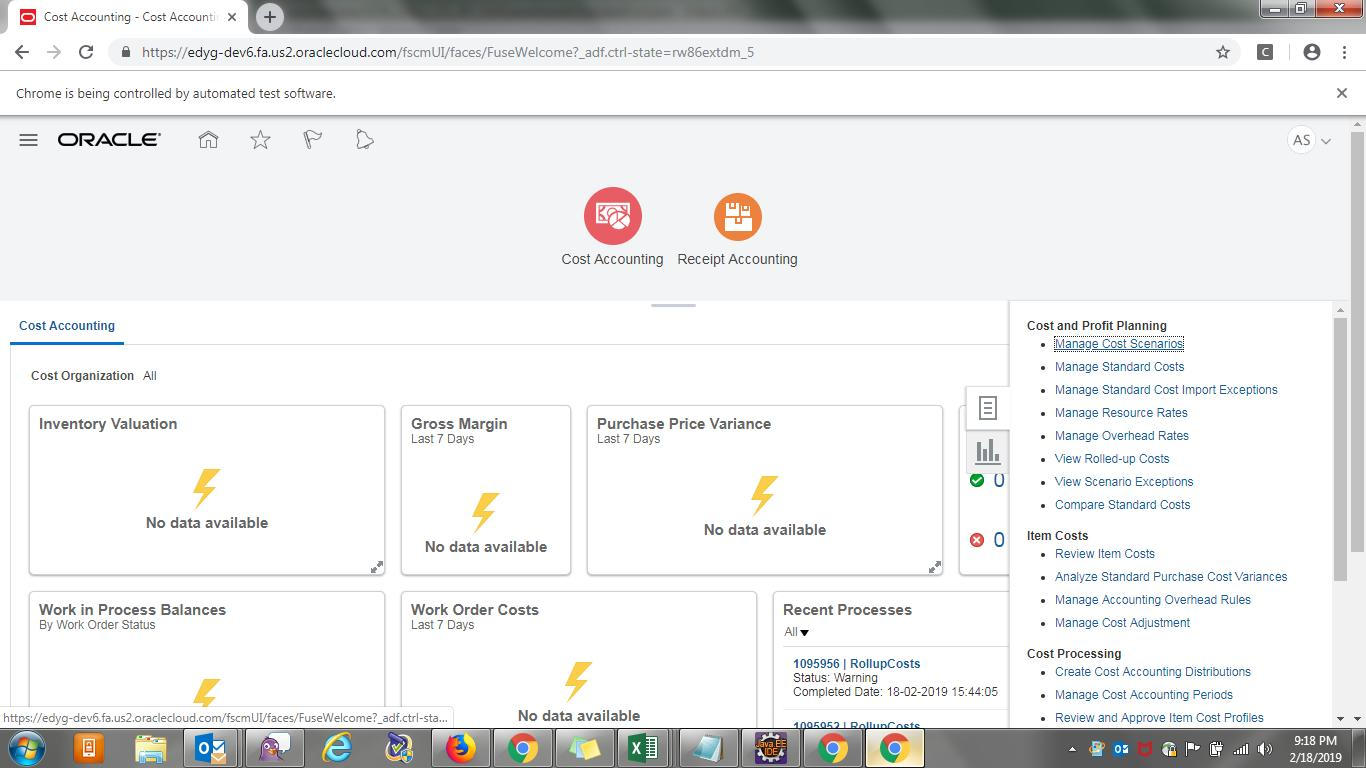 Cost Accounting - Cost Accounti
https://edyg-dev6.fa.us2.oraclecloud.com/fscmUI/faces/FuseWelcome?_adf.ctrl-state=rw86extdm_5
C
Chrome is being controlled by automated test software.
ORACLE
AS
Cost Accounting
Receipt Accounting
Cost Accounting
Cost Organization All
Inventory Valuation
No data available
Gross Margin
Last 7 Days
No data available
Purchase Price Variance
Last 7 Days
No data available
0
0
Work in Process Balances
By Work Order Status
Work Order Costs
Last 7 Days
No data available
Recent Processes
All
1095956 | RollupCosts
Status: Warning
Completed Date: 18-02-2019 15:44:05
1095952 | RollupCosts
Cost and Profit Planning
Manage Cost Scenarios
Manage Standard Costs
Manage Standard Cost Import Exceptions
Manage Resource Rates
Manage Overhead Rates
View Rolled-up Costs
View Scenario Exceptions
Compare Standard Costs
Item Costs
Review Item Costs
Analyze Standard Purchase Cost Variances
Manage Accounting Overhead Rules
Manage Cost Adjustment
Cost Processing
Create Cost Accounting Distributions
Manage Cost Accounting Periods
Review and Approve Item Cost Profiles
https://edyg-dev6.fa.us2.oraclecloud.com/fscmUI/faces/FuseWelcome?_adf.ctrl-sta...
Java EE
IDE
9:18 PM
2/18/2019